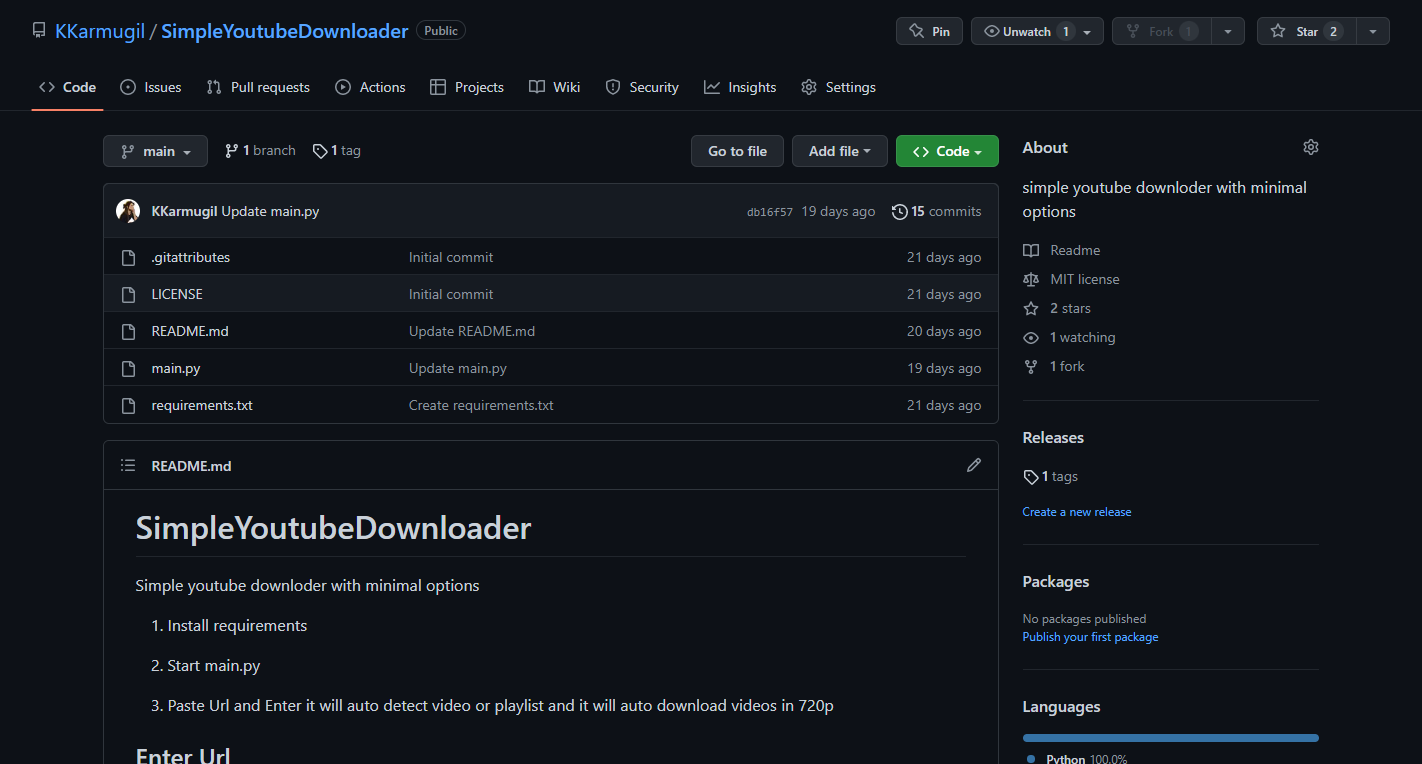 KKarmugil / SimpleYoutubeDownloader Public
Pin Unwatch 1 Fork 1 Star 2
Code Issues Pull requests Actions Projects Wiki Security Insights Settings
main 1 branch 1 tag Go to file Add file Code
KKarmugil Update main.py db16f57 19 days ago 15 commits
.gitattributes Initial commit 21 days ago
LICENSE Initial commit 21 days ago
README.md Update README.md 20 days ago
main.py Update main.py 19 days ago
requirements.txt Create requirements.txt 21 days ago
README.md
SimpleYoutubeDownloader
Simple youtube downloder with minimal options
1. Install requirements
2. Start main.py
3. Paste Url and Enter it will auto detect video or playlist and it will auto download videos in 720p
Enter Url
About
simple youtube downloder with minimal
options
Readme
MIT license
2 stars
1 watching
1 fork
Releases
1 tags
Create a new release
Packages
No packages published
Publish your first package
Languages
Python 100.0%